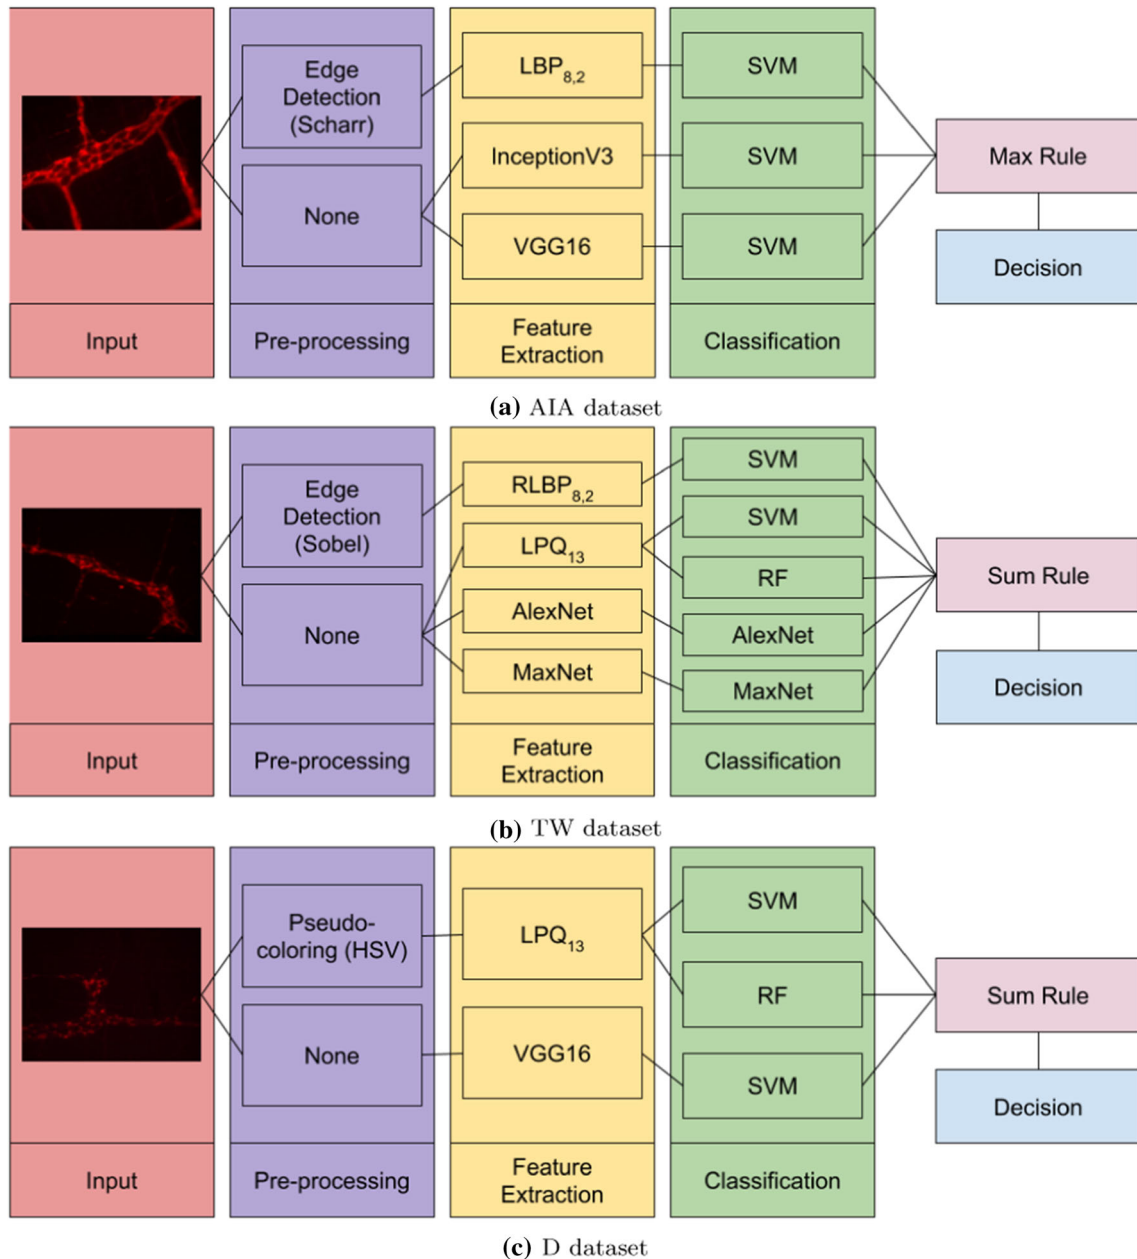 Edge
Detection
(Scharr)
None
LBP8,2
InceptionV3
VGG16
SVM
SVM
SVM
Max Rule
Decision
Input
Pre-processing
Feature
Extraction
Classification
(a) AIA dataset
Edge
Detection
(Sobel)
None
RLBP8,2
LPQ13
AlexNet
MaxNet
SVM
SVM
RF
AlexNet
MaxNet
Sum Rule
Decision
Input
Pre-processing
Feature
Extraction
Classification
(b) TW dataset
Pseudo-
coloring (HSV)
None
LPQ13
VGG16
SVM
RF
SVM
Sum Rule
Decision
Input
Pre-processing
Feature
Extraction
Classification
(c) D dataset